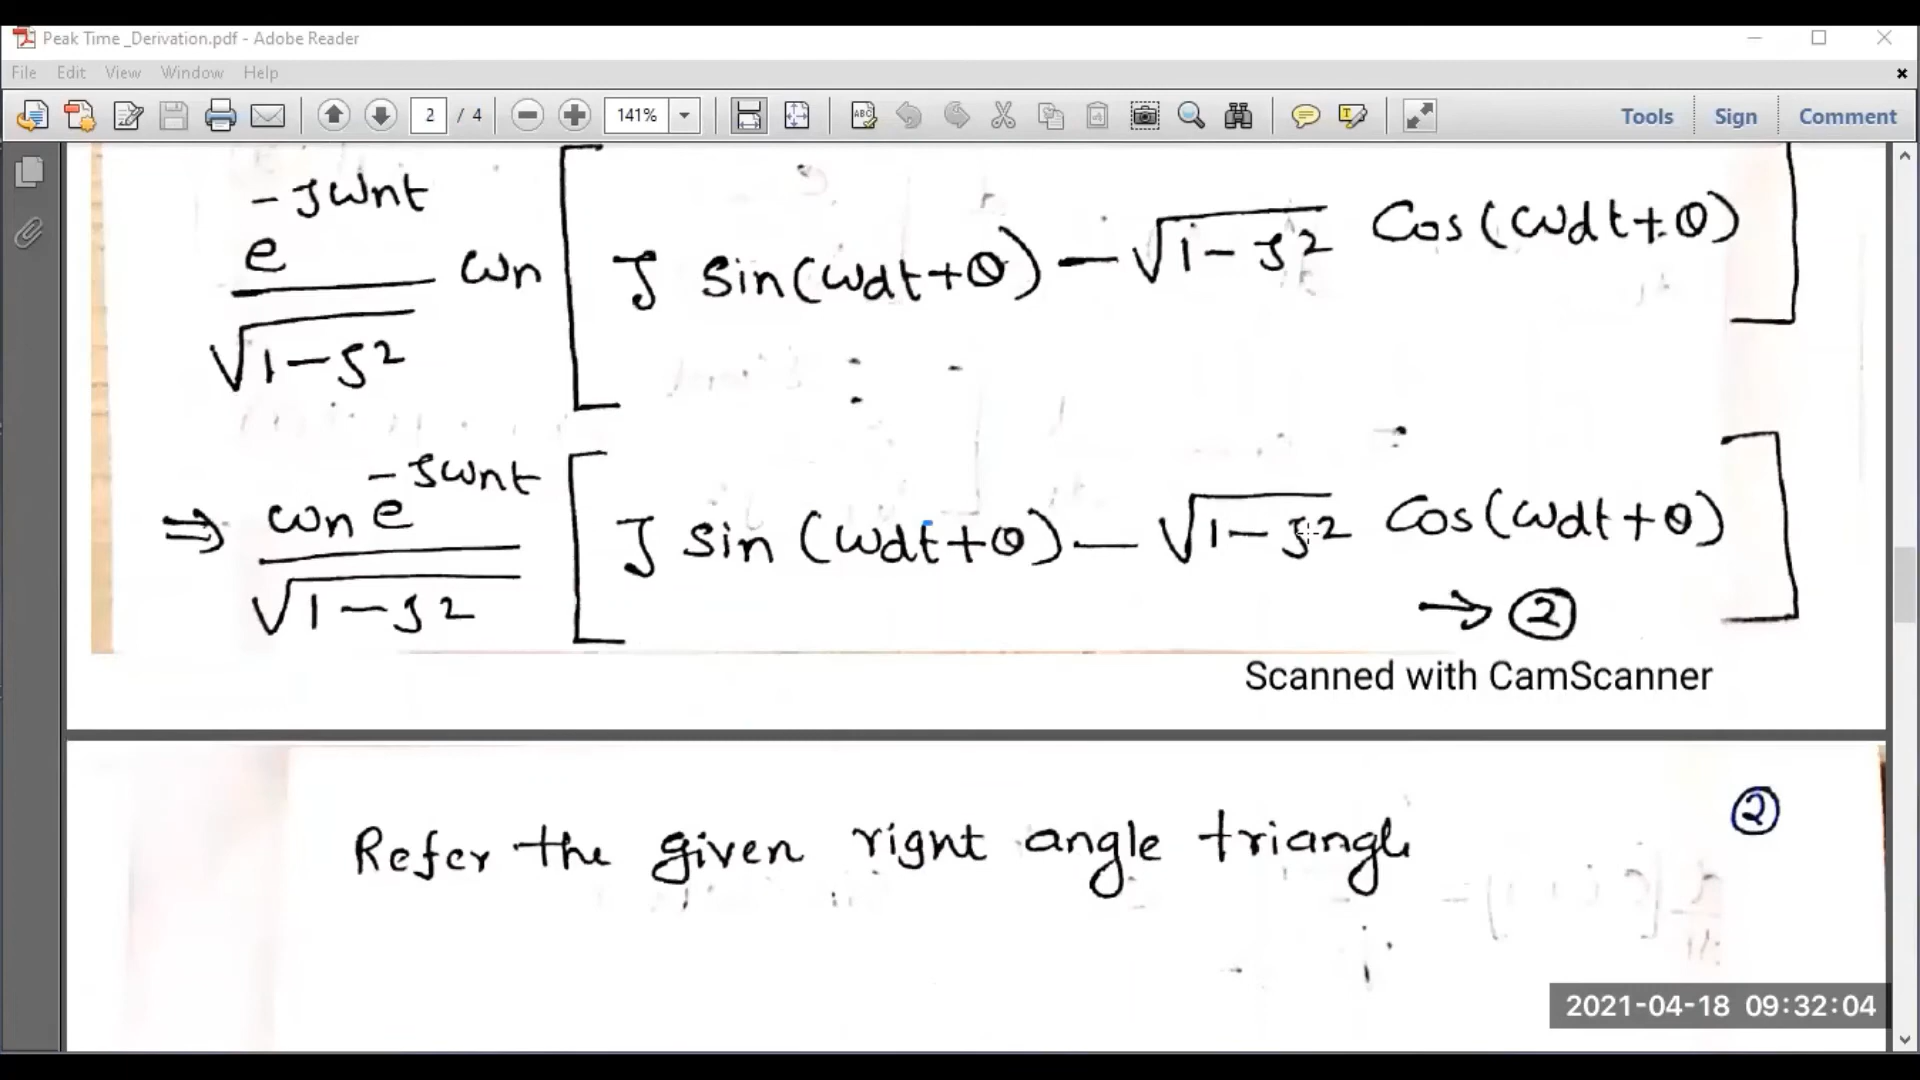 Peak Time _Derivation.pdf - Adobe Reader
File Edit View Window Help
2 / 4 141% Tools Sign Comment
e^{-ζωnt} / √1-ζ² ωn [ ζ Sin(ωdt+θ) - √1-ζ² Cos(ωdt+θ) ]
⇒ ωn e^{-ζωnt} / √1-ζ² [ ζ Sin (ωdt+θ) - √1-ζ² Cos(ωdt+θ) ]
→ ②
Scanned with CamScanner
②
Refer the given right angle triangle
2021-04-18 09:32:04